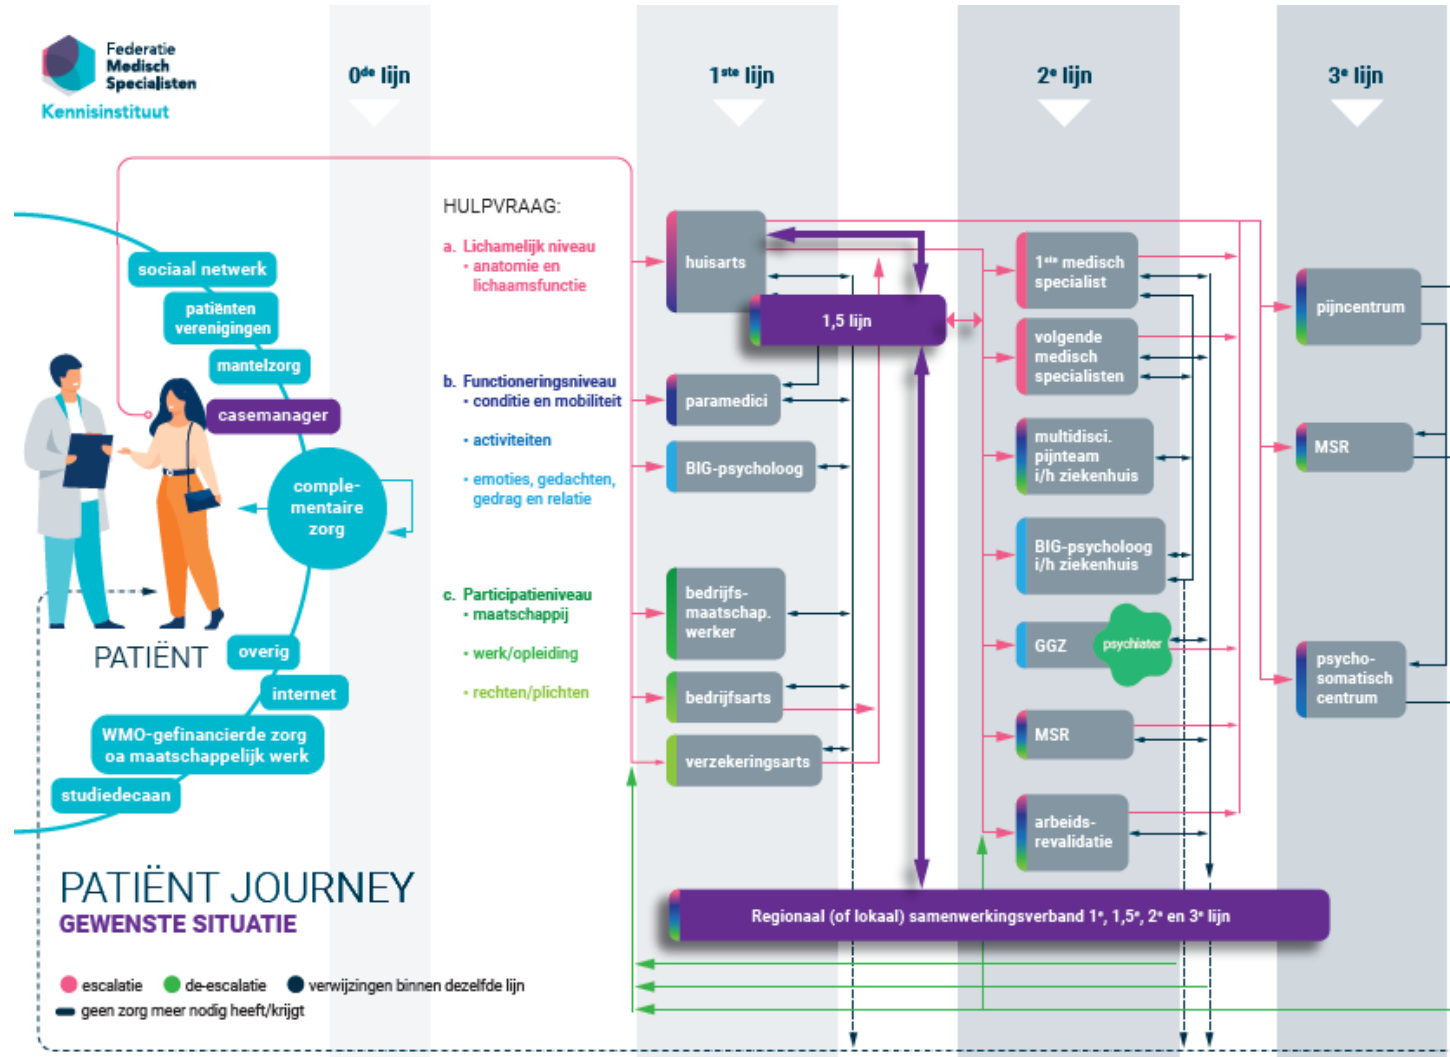 Federatie
Medisch
Specialisten
Kennisinstituut
0de lijn
1ste lijn
2e lijn
3e lijn
HULPVRAAG:
a. Lichamelijk niveau
• anatomie en
lichaamsfunctie
b. Functioneringsniveau
• conditie en mobiliteit
• activiteiten
• emoties, gedachten,
gedrag en relatie
c. Participatieniveau
• maatschappij
• werk/opleiding
• rechten/plichten
sociaal netwerk
patiënten
verenigingen
mantelzorg
casemanager
comple-
mentaire
zorg
PATIËNT
overig
internet
WMO-gefinancierde zorg
oa maatschappelijk werk
studiedecaan
huisarts
1,5 lijn
paramedici
BIG-psycholoog
bedrijfs-
maatschap.
werker
bedrijfsarts
verzekeringsarts
1ste medisch
specialist
volgende
medisch
specialisten
multidisci.
pijnteam
i/h ziekenhuis
BIG-psycholoog
i/h ziekenhuis
GGZ
psychiater
MSR
arbeids-
revalidatie
pijncentrum
MSR
psycho-
somatisch
centrum
Regionaal (of lokaal) samenwerkingsverband 1e, 1,5e, 2e en 3e lijn
PATIËNT JOURNEY
GEWENSTE SITUATIE
escalatie
de-escalatie
verwijzingen binnen dezelfde lijn
geen zorg meer nodig heeft/krijgt